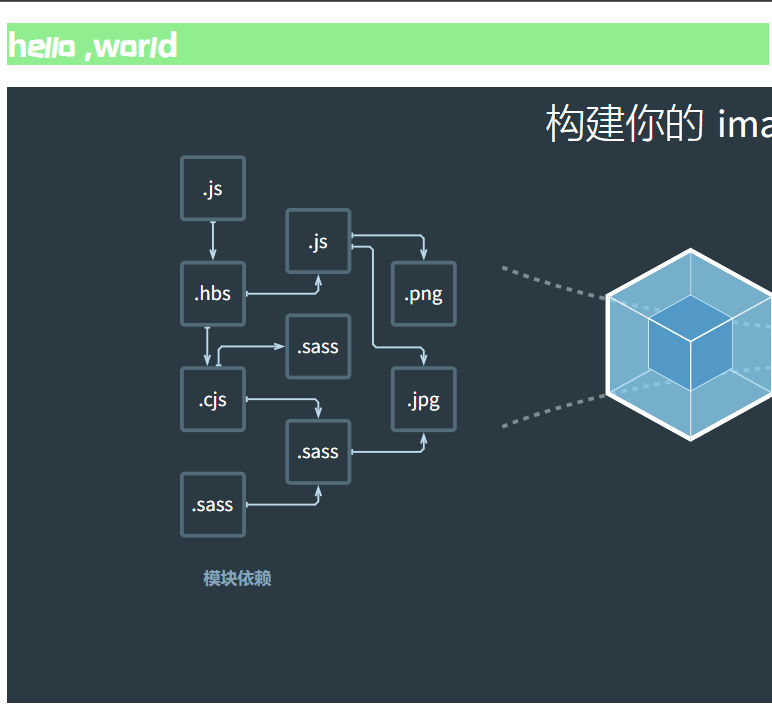 hello ,world
构建你的 ima
.js
.js
.hbs
.png
.sass
.cjs
.jpg
.sass
.sass
模块依赖